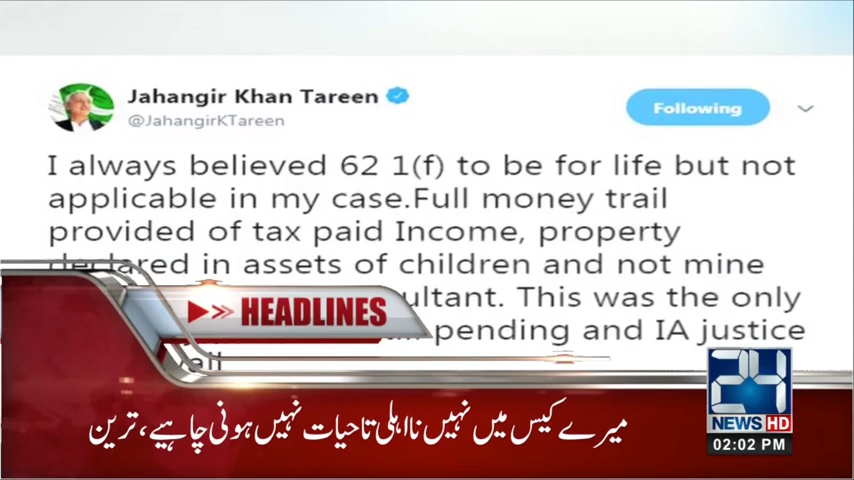 Jahangir Khan Tareen
@JahangirKTareen
Following
I always believed 62 1(f) to be for life but not
applicable in my case.Full money trail
provided of tax paid Income, property
declared in assets of children and not mine
This was the only
pending and IA justice
HEADLINES
میرے کیس میں نہیں نااہلی تاحیات نہیں ہونی چاہیے، ترین
24
NEWS HD
02:02 PM